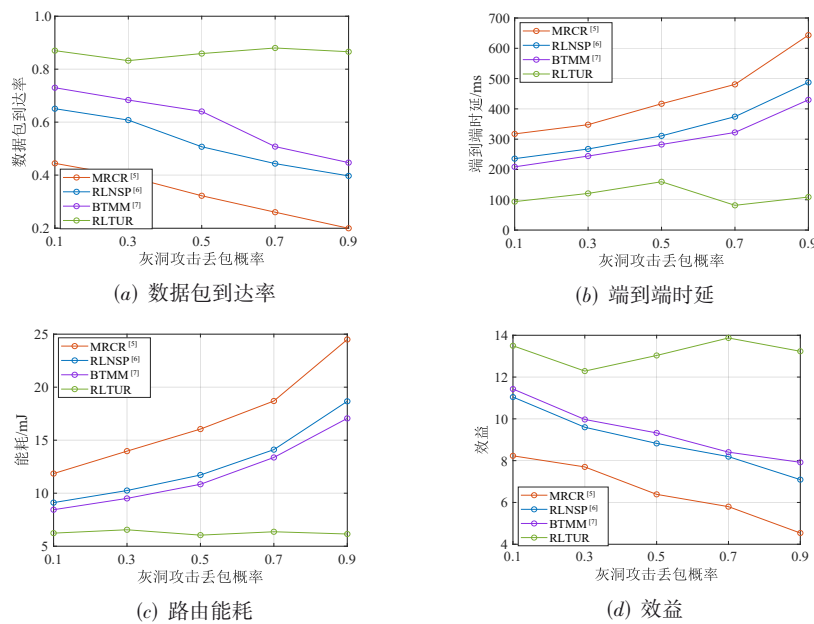 1.0
0.8
0.6
0.4
0.2
数据包到达率
MRCR [5]
RLNSP [6]
BTMM [7]
RLTUR
0.1 0.3 0.5 0.7 0.9
灰洞攻击丢包概率
(a) 数据包到达率
700
600
500
400
300
200
100
0
端到端时延/ms
MRCR [5]
RLNSP [6]
BTMM [7]
RLTUR
0.1 0.3 0.5 0.7 0.9
灰洞攻击丢包概率
(b) 端到端时延
25
20
15
10
5
能耗/mJ
MRCR [5]
RLNSP [6]
BTMM [7]
RLTUR
0.1 0.3 0.5 0.7 0.9
灰洞攻击丢包概率
(c) 路由能耗
14
12
10
8
6
4
效益
MRCR [5]
RLNSP [6]
BTMM [7]
RLTUR
0.1 0.3 0.5 0.7 0.9
灰洞攻击丢包概率
(d) 效益